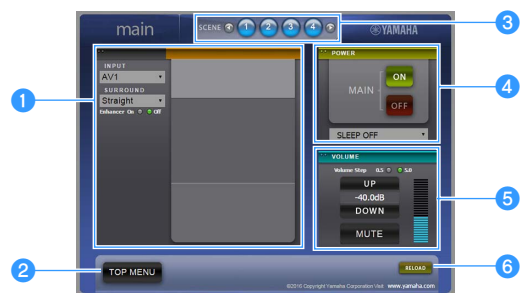 main
SCENE 1 2 3 4
YAMAHA
3
1
INPUT
AV1
SURROUND
Straight
Enhancer On Off
POWER
MAIN
ON
OFF
SLEEP OFF
4
VOLUME
Volume Step 0.5 5.0
UP
-40.0dB
DOWN
MUTE
5
2
TOP MENU
RELOAD
6
©2010 Copyright Yamaha Corporation Visit www.yamaha.com